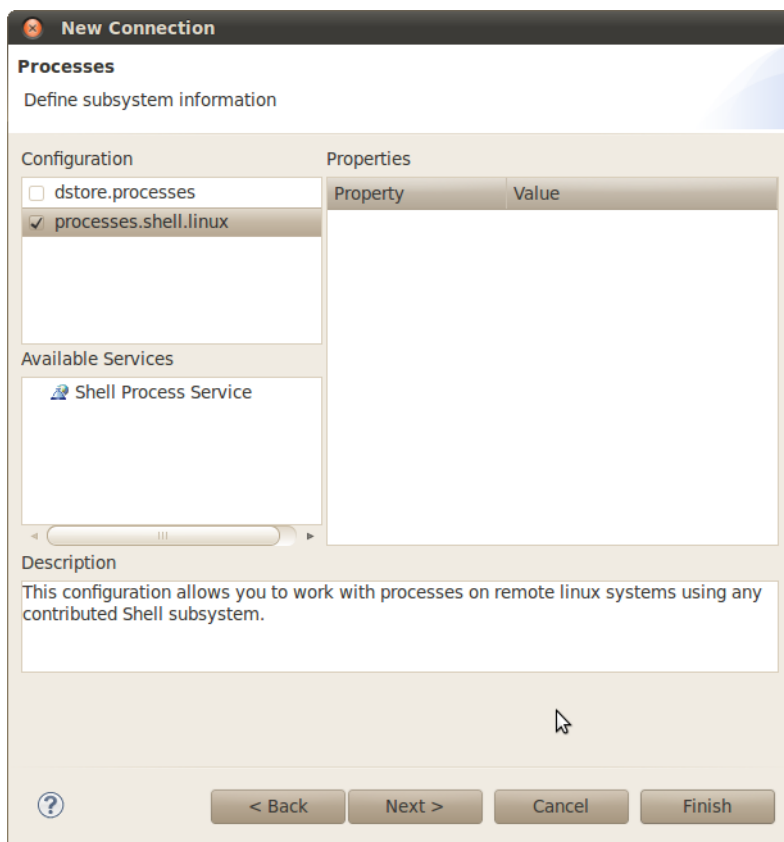 New Connection
Processes
Define subsystem information
Configuration
Properties
dstore.processes
processes.shell.linux
Property Value
Available Services
Shell Process Service
Description
This configuration allows you to work with processes on remote linux systems using any
contributed Shell subsystem.
?
< Back Next > Cancel Finish